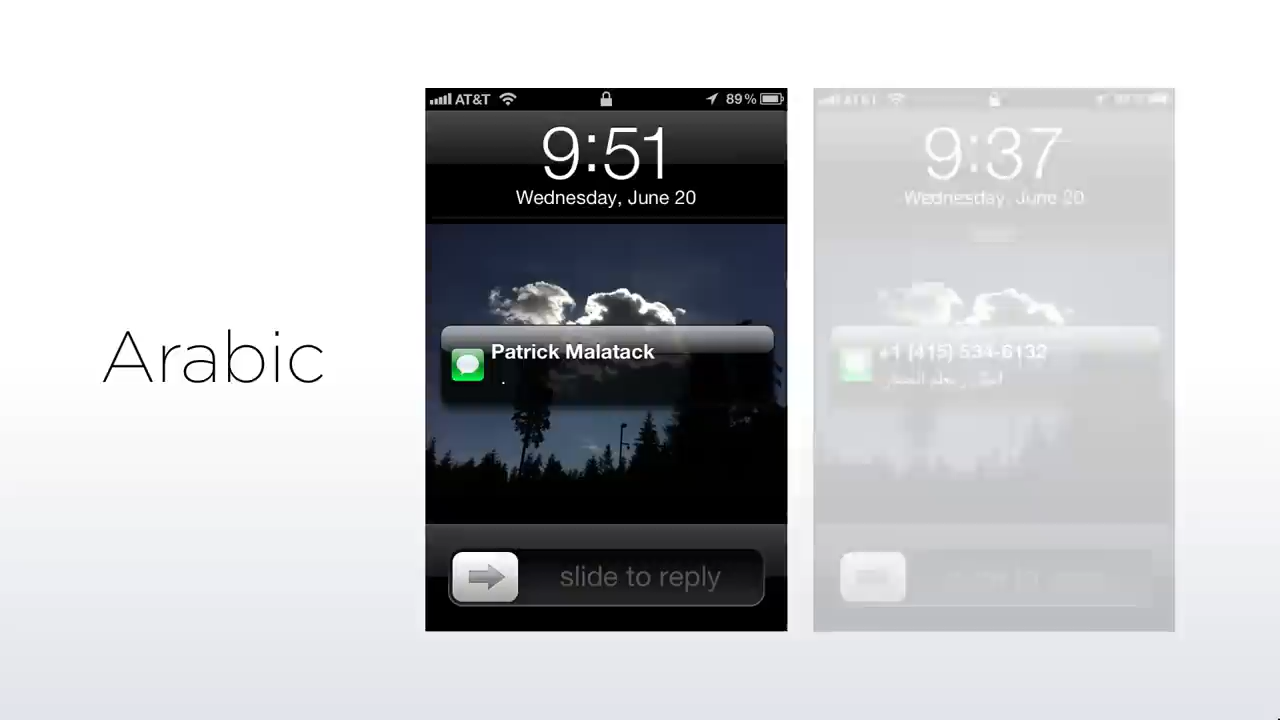 Arabic
AT&T 89%
9:51
Wednesday, June 20
Patrick Malatack
.
slide to reply
AT&T
9:37
Wednesday, June 20
+1 (415) 534-6132